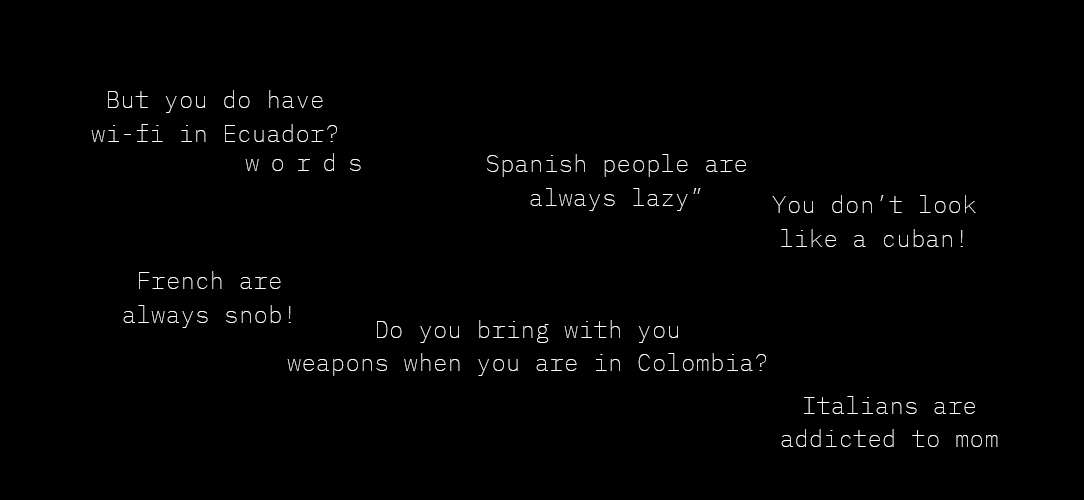 But you do have
wi-fi in Ecuador?
words
Spanish people are
always lazy”
You don’t look
like a cuban!
French are
always snob!
Do you bring with you
weapons when you are in Colombia?
Italians are
addicted to mom